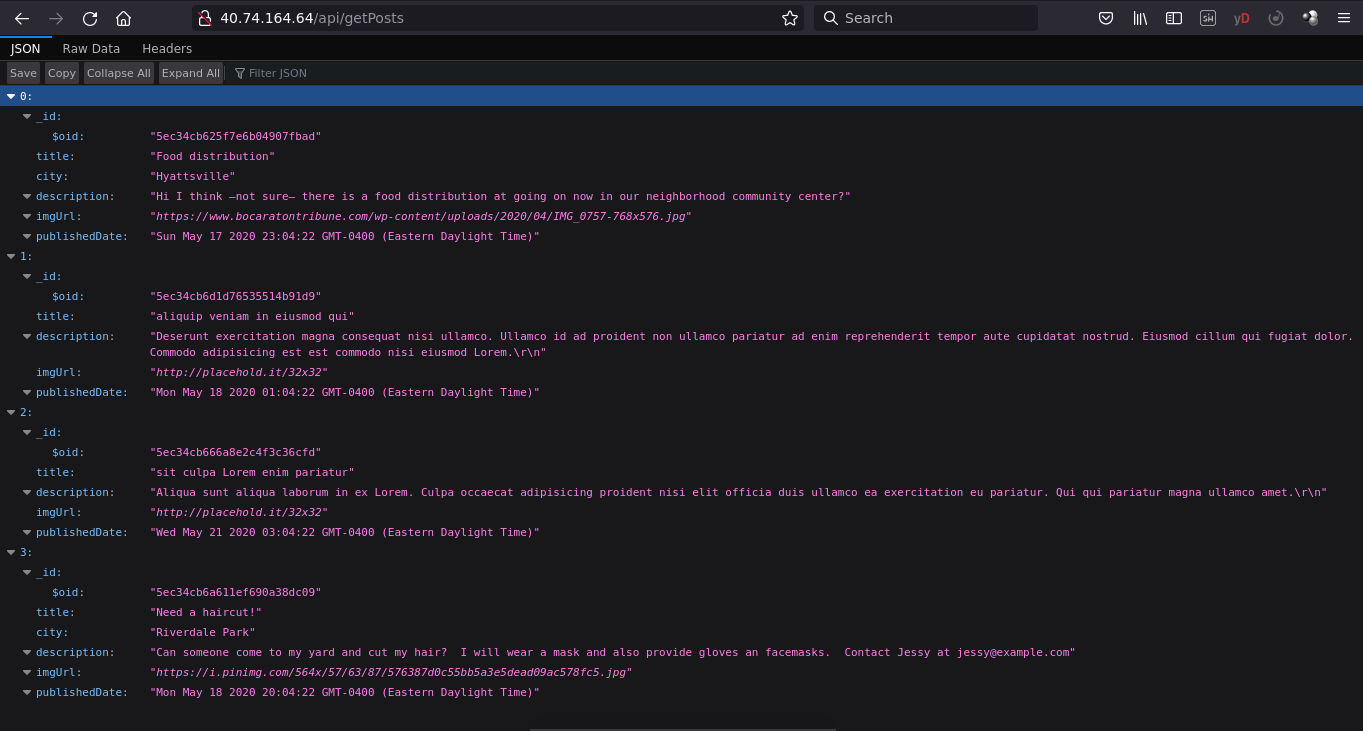 40.74.164.64/api/getPosts
Search
JSON Raw Data Headers
Save Copy Collapse All Expand All Filter JSON
0:
_id:
$oid: "5ec34cb625f7e6b04907fbad"
title: "Food distribution"
city: "Hyattsville"
description: "Hi I think —not sure— there is a food distribution at going on now in our neighborhood community center?"
imgUrl: "https://www.bocaratontribune.com/wp-content/uploads/2020/04/IMG_0757-768x576.jpg"
publishedDate: "Sun May 17 2020 23:04:22 GMT-0400 (Eastern Daylight Time)"
1:
_id:
$oid: "5ec34cb6d1d76535514b91d9"
title: "aliquip veniam in eiusmod qui"
description: "Deserunt exercitation magna consequat nisi ullamco. Ullamco id ad proident non ullamco pariatur ad enim reprehenderit tempor aute cupidatat nostrud. Eiusmod cillum qui fugiat dolor.
Commodo adipisicing est est commodo nisi eiusmod Lorem.\r\n"
imgUrl: "http://placehold.it/32x32"
publishedDate: "Mon May 18 2020 01:04:22 GMT-0400 (Eastern Daylight Time)"
2:
_id:
$oid: "5ec34cb666a8e2c4f3c36cfd"
title: "sit culpa Lorem enim pariatur"
description: "Aliqua sunt aliqua laborum in ex Lorem. Culpa occaecat adipisicing proident nisi elit officia duis ullamco ea exercitation eu pariatur. Qui qui pariatur magna ullamco amet.\r\n"
imgUrl: "http://placehold.it/32x32"
publishedDate: "Wed May 21 2020 03:04:22 GMT-0400 (Eastern Daylight Time)"
3:
_id:
$oid: "5ec34cb6a611ef690a38dc09"
title: "Need a haircut!"
city: "Riverdale Park"
description: "Can someone come to my yard and cut my hair?  I will wear a mask and also provide gloves an facemasks.  Contact Jessy at jessy@example.com"
imgUrl: "https://i.pinimg.com/564x/57/63/87/576387d0c55bb5a3e5dead09ac578fc5.jpg"
publishedDate: "Mon May 18 2020 20:04:22 GMT-0400 (Eastern Daylight Time)"